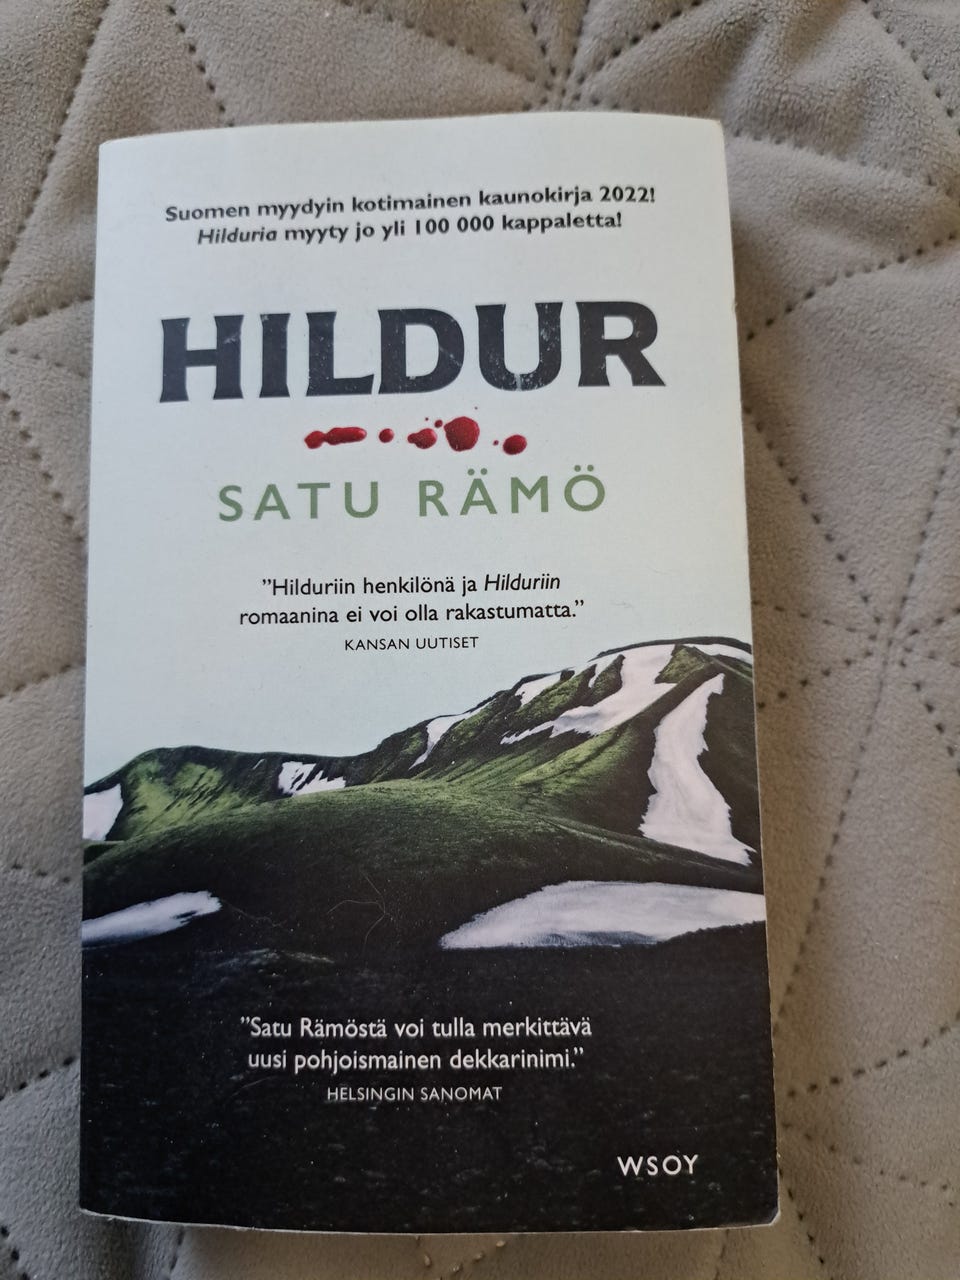 Suomen myydyin kotimainen kaunokirja 2022!
Hilduria myyty jo yli 100 000 kappaletta!
HILDUR
SATU RÄMÖ
”Hilduriin henkilönä ja Hilduriin
romaanina ei voi olla rakastumatta.”
KANSAN UUTISET
”Satu Rämöstä voi tulla merkittävä
uusi pohjoismainen dekkarinimi.”
HELSINGIN SANOMAT
WSOY